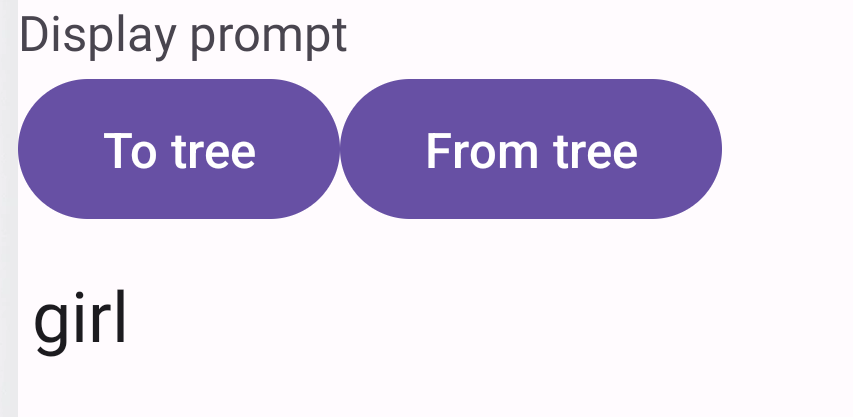 Display prompt
To tree From tree
girl